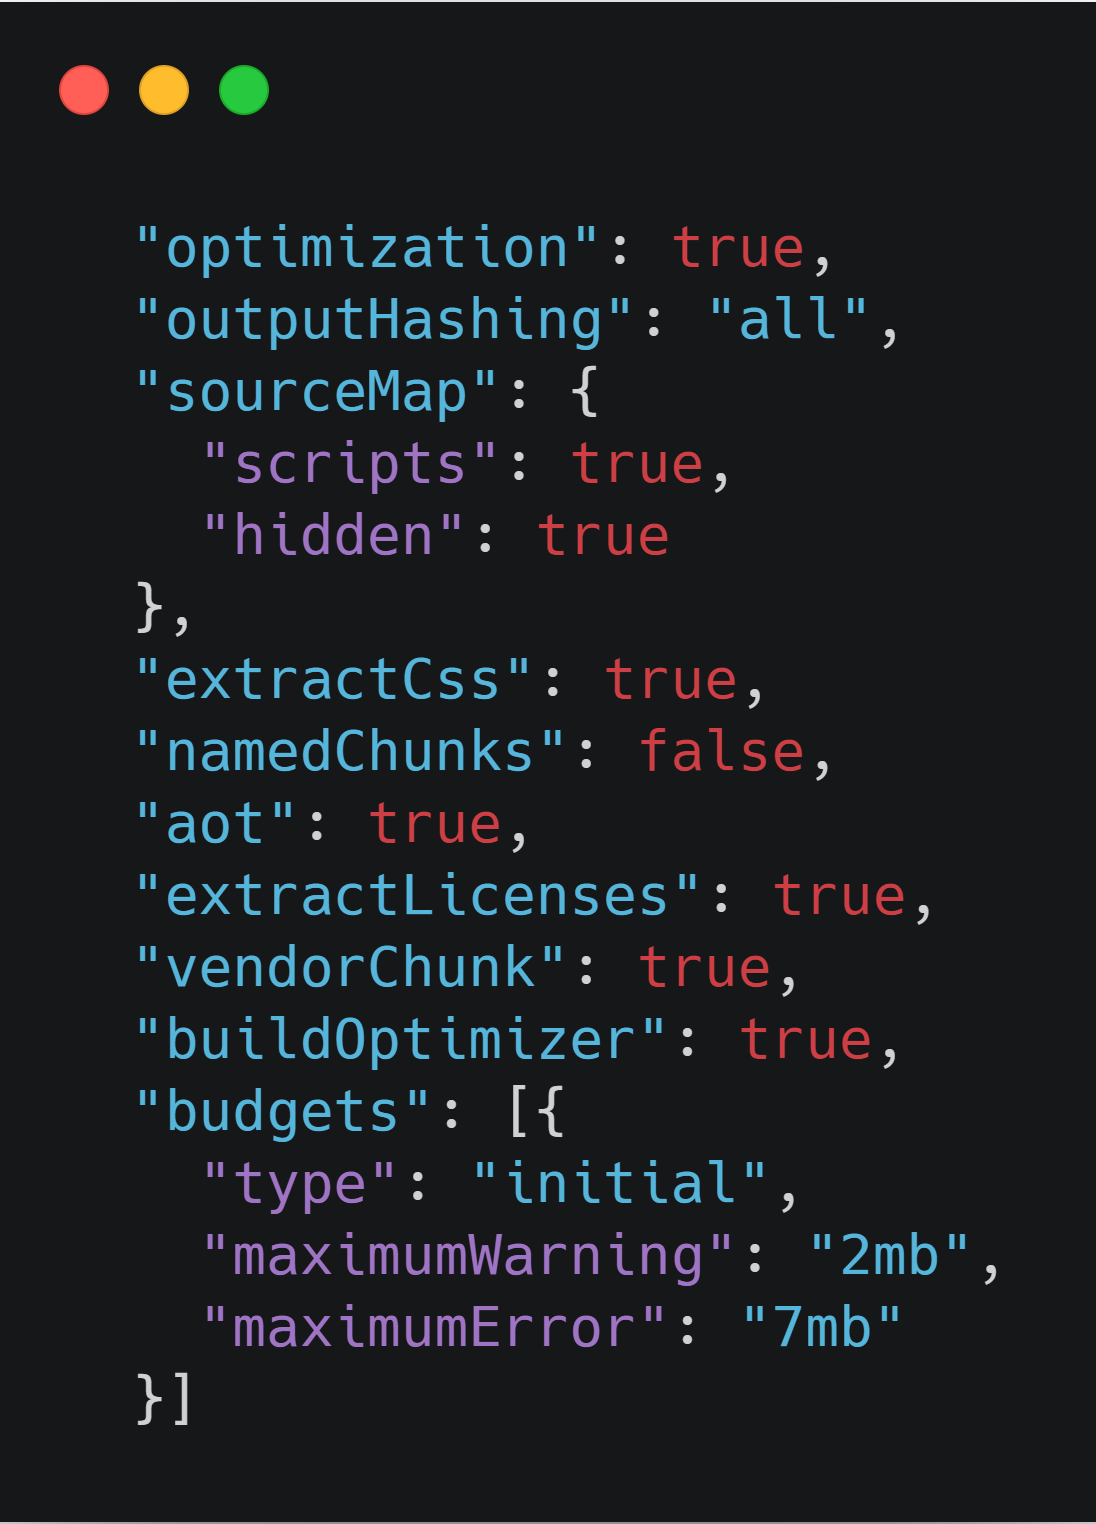 "optimization": true,
"outputHashing": "all",
"sourceMap": {
  "scripts": true,
  "hidden": true
},
"extractCss": true,
"namedChunks": false,
"aot": true,
"extractLicenses": true,
"vendorChunk": true,
"buildOptimizer": true,
"budgets": [{
  "type": "initial",
  "maximumWarning": "2mb",
  "maximumError": "7mb"
}]